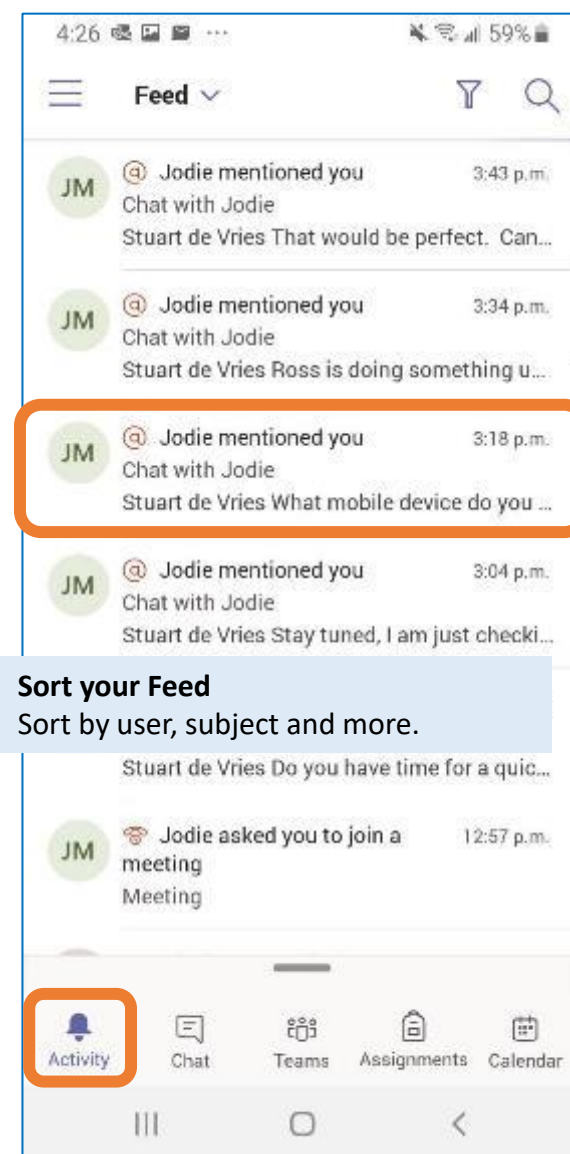 4:26 ... 59%
Feed
JM @ Jodie mentioned you 3:43 p.m.
Chat with Jodie
Stuart de Vries That would be perfect. Can...
JM @ Jodie mentioned you 3:34 p.m.
Chat with Jodie
Stuart de Vries Ross is doing something u...
JM @ Jodie mentioned you 3:18 p.m.
Chat with Jodie
Stuart de Vries What mobile device do you ...
JM @ Jodie mentioned you 3:04 p.m.
Chat with Jodie
Stuart de Vries Stay tuned, I am just checki...
Sort your Feed
Sort by user, subject and more.
Stuart de Vries Do you have time for a quic...
JM Jodie asked you to join a 12:57 p.m.
meeting
Meeting
Activity Chat Teams Assignments Calendar